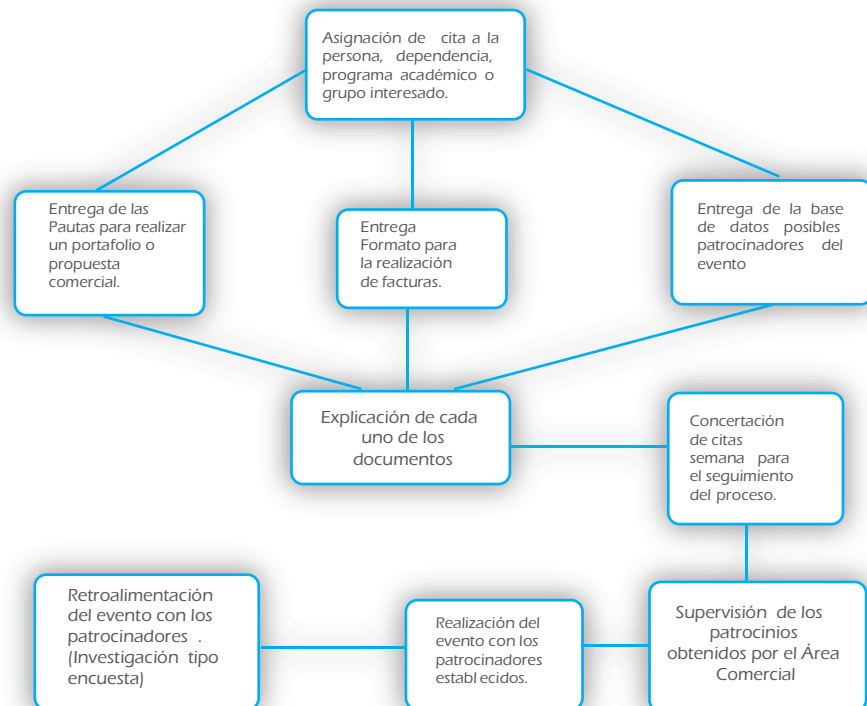 Asignación de cita a la
persona, dependencia,
programa académico o
grupo interesado.
Entrega de las
Pautas para realizar
un portafolio o
propuesta
comercial.
Entrega
Formato para
la realización
de facturas.
Entrega de la base
de datos posibles
patrocinadores del
evento
Explicación de cada
uno de los
documentos
Concertación
de citas
semana para
el seguimiento
del proceso.
Retroalimentación
del evento con los
patrocinadores .
(Investigación tipo
encuesta)
Realización del
evento con los
patrocinadores
establ ecidos.
Supervisión de los
patrocinios
obtenidos por el Área
Comercial